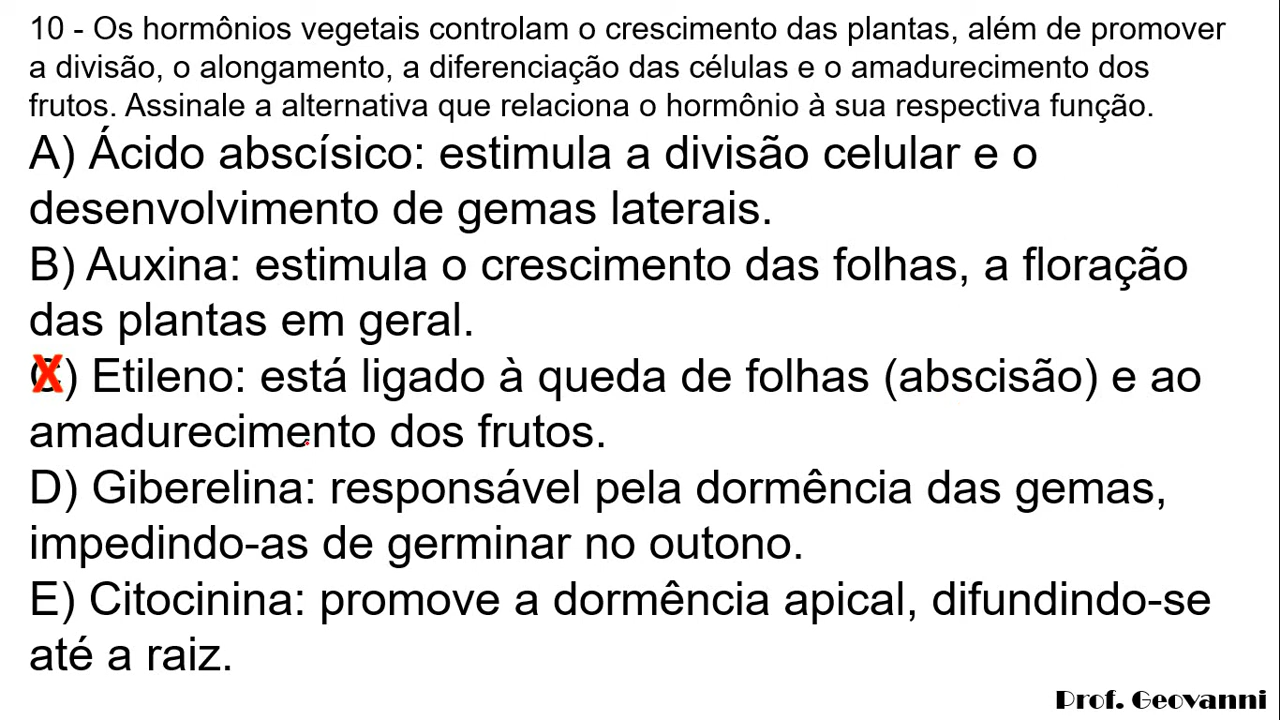 10 - Os hormônios vegetais controlam o crescimento das plantas, além de promover
a divisão, o alongamento, a diferenciação das células e o amadurecimento dos
frutos. Assinale a alternativa que relaciona o hormônio à sua respectiva função.
A) Ácido abscísico: estimula a divisão celular e o
desenvolvimento de gemas laterais.
B) Auxina: estimula o crescimento das folhas, a floração
das plantas em geral.
C) Etileno: está ligado à queda de folhas (abscisão) e ao
amadurecimento dos frutos.
D) Giberelina: responsável pela dormência das gemas,
impedindo-as de germinar no outono.
E) Citocinina: promove a dormência apical, difundindo-se
até a raiz.
Prof. Geovanni